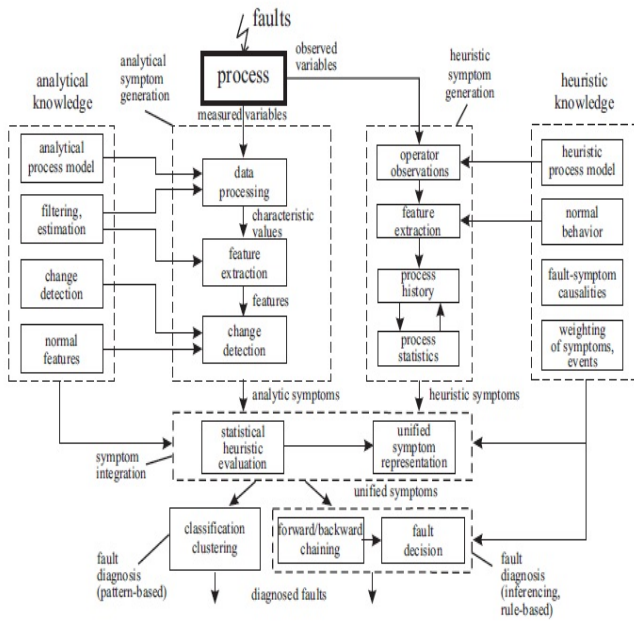 faults
process
observed
variables
measured variables
analytical
symptom
generation
heuristic
symptom
generation
analytical
knowledge
heuristic
knowledge
analytical
process model
filtering,
estimation
change
detection
normal
features
data
processing
characteristic
values
feature
extraction
features
change
detection
operator
observations
feature
extraction
process
history
process
statistics
heuristic
process model
normal
behavior
fault-symptom
causalities
weighting
of symptoms,
events
analytic symptoms
heuristic symptoms
symptom
integration
statistical
heuristic
evaluation
unified
symptom
representation
unified symptoms
classification
clustering
forward/backward
chaining
fault
decision
fault
diagnosis
(pattern-based)
diagnosed faults
fault
diagnosis
(inferencing,
rule-based)